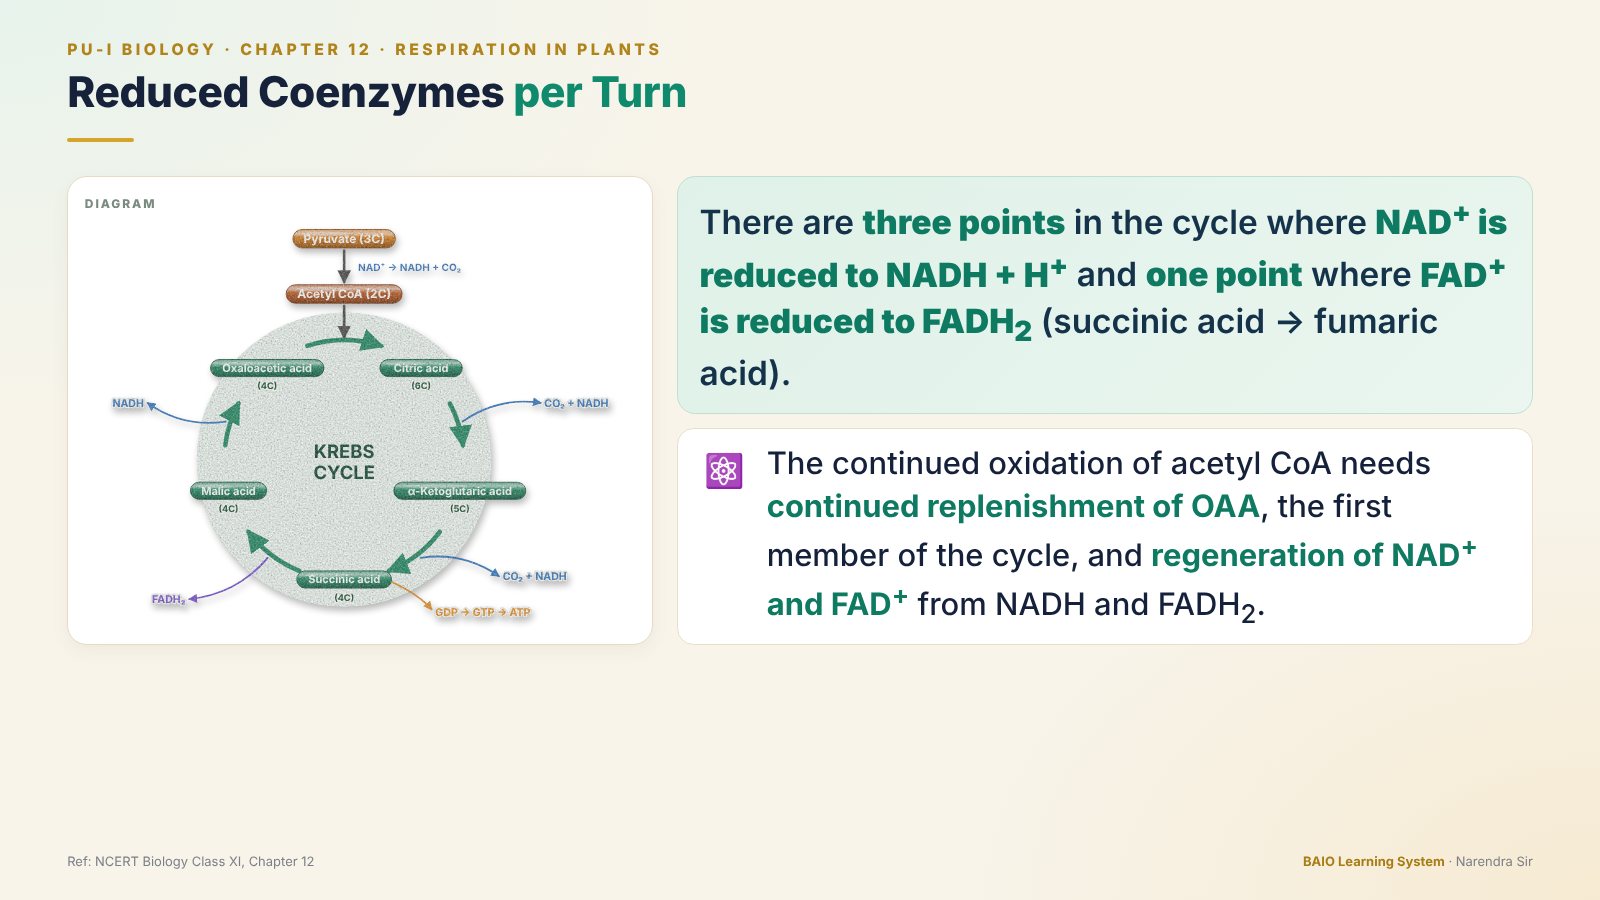 PU-I BIOLOGY · CHAPTER 12 · RESPIRATION IN PLANTS
Reduced Coenzymes per Turn
DIAGRAM
Pyruvate (3C)
NAD⁺ → NADH + CO₂
Acetyl CoA (2C)
Oxaloacetic acid
(4C)
Citric acid
(6C)
NADH
CO₂ + NADH
KREBS
CYCLE
Malic acid
(4C)
α-Ketoglutaric acid
(5C)
Succinic acid
(4C)
CO₂ + NADH
FADH₂
GDP → GTP → ATP
There are three points in the cycle where NAD⁺ is
reduced to NADH + H⁺ and one point where FAD⁺
is reduced to FADH₂ (succinic acid → fumaric
acid).
The continued oxidation of acetyl CoA needs
continued replenishment of OAA, the first
member of the cycle, and regeneration of NAD⁺
and FAD⁺ from NADH and FADH₂.
Ref: NCERT Biology Class XI, Chapter 12
BAIO Learning System · Narendra Sir